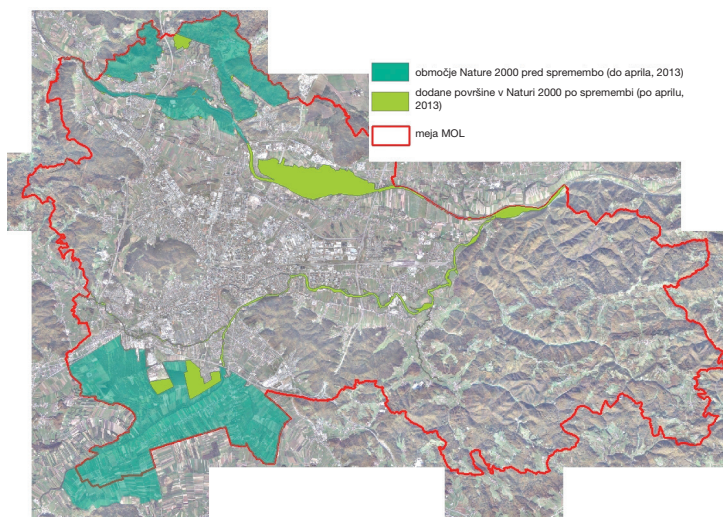 območje Nature 2000 pred spremembo (do aprila, 2013)
dodane površine v Naturi 2000 po spremembi (po aprilu,
2013)
meja MOL